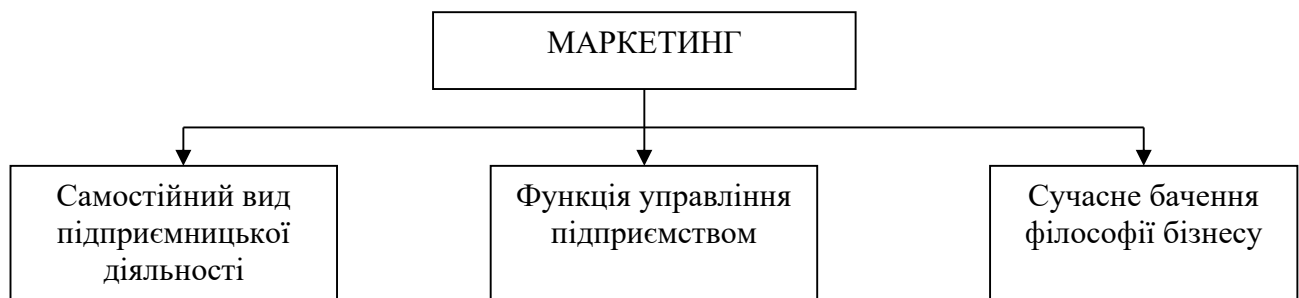 МАРКЕТИНГ
Самостійний вид
підприємницької
діяльності
Функція управління
підприємством
Сучасне бачення
філософії бізнесу